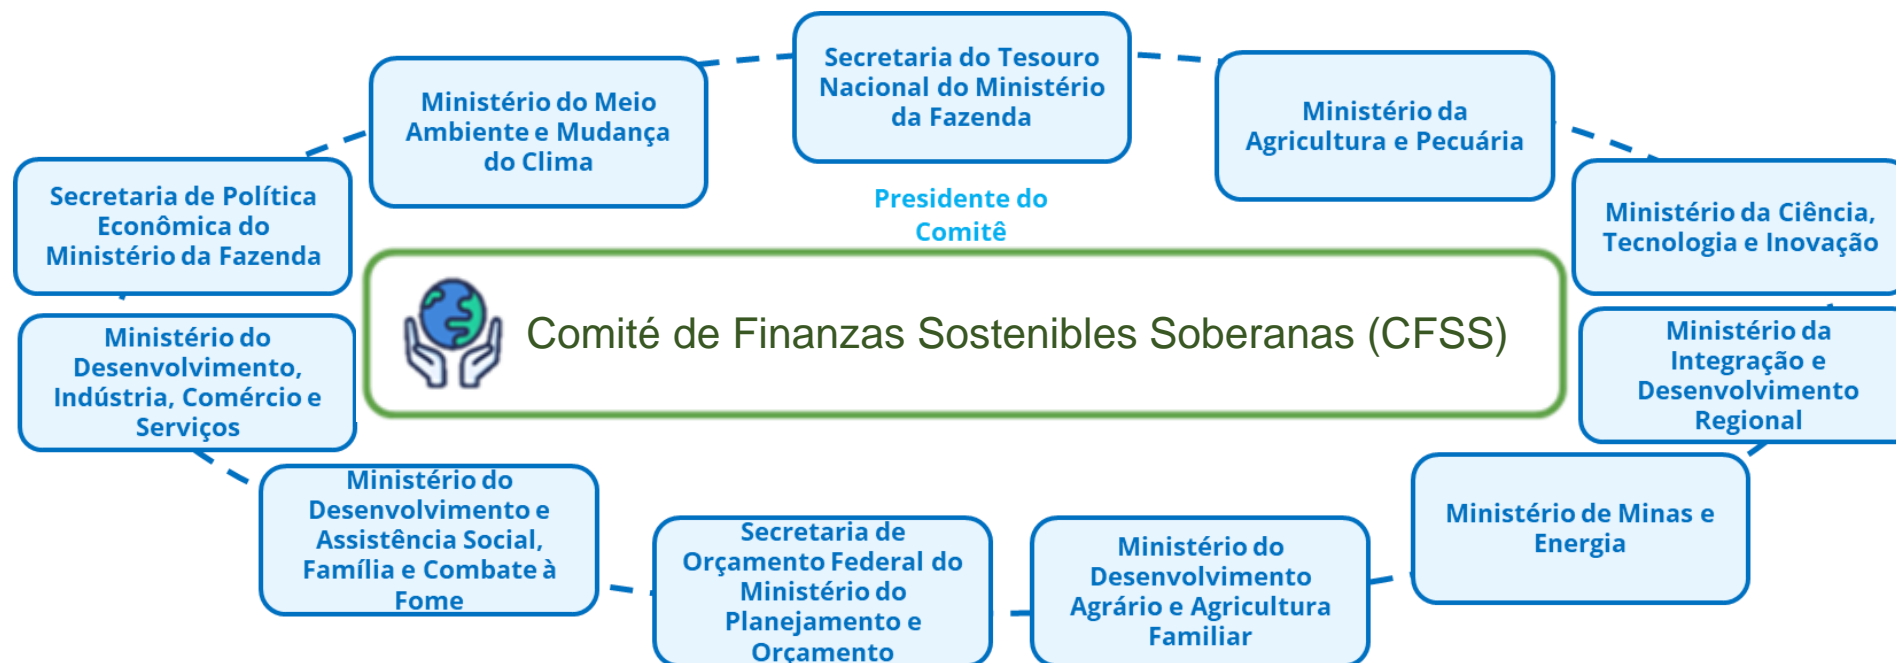 Secretaria do Tesouro
Nacional do Ministério
da Fazenda
Ministério do Meio
Ambiente e Mudança
do Clima
Ministério da
Agricultura e Pecuária
Secretaria de Política
Econômica do
Ministério da Fazenda
Presidente do
Comitê
Ministério da Ciência,
Tecnologia e Inovação
Comité de Finanzas Sostenibles Soberanas (CFSS)
Ministério do
Desenvolvimento,
Indústria, Comércio e
Serviços
Ministério da
Integração e
Desenvolvimento
Regional
Ministério do
Desenvolvimento e
Assistência Social,
Família e Combate à
Fome
Secretaria de
Orçamento Federal do
Ministério do
Planejamento e
Orçamento
Ministério do
Desenvolvimento
Agrário e Agricultura
Familiar
Ministério de Minas e
Energia